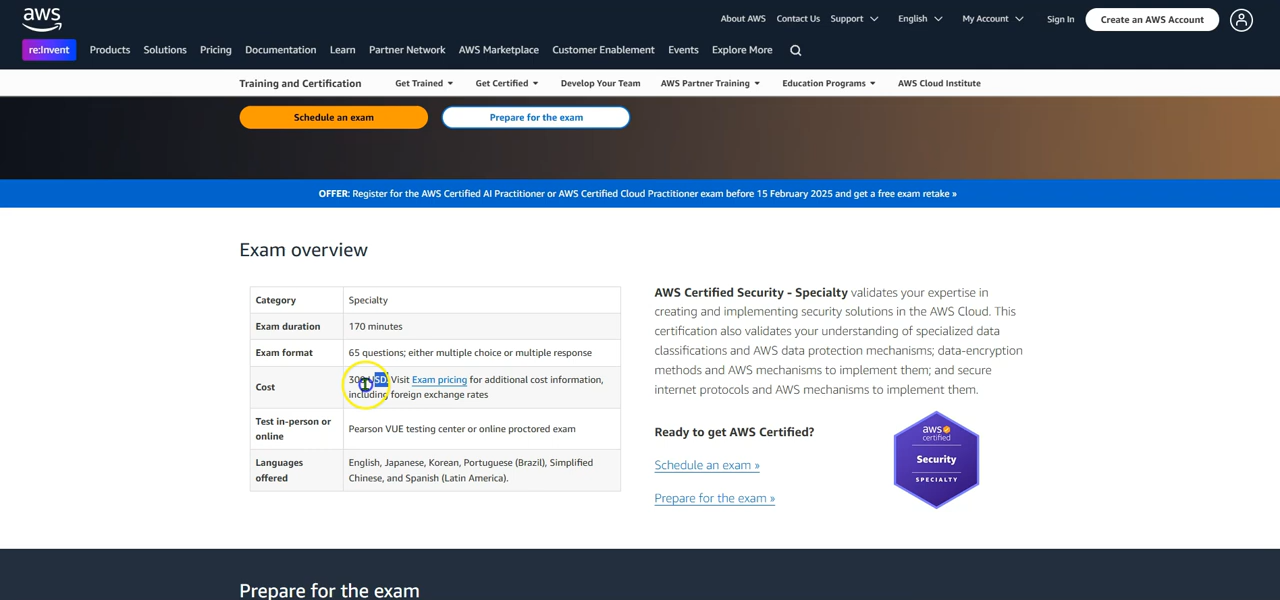 aws
About AWS Contact Us Support English My Account Sign In Create an AWS Account
re:Invent Products Solutions Pricing Documentation Learn Partner Network AWS Marketplace Customer Enablement Events Explore More
Training and Certification Get Trained Get Certified Develop Your Team AWS Partner Training Education Programs AWS Cloud Institute
Schedule an exam Prepare for the exam
OFFER: Register for the AWS Certified AI Practitioner or AWS Certified Cloud Practitioner exam before 15 February 2025 and get a free exam retake »
Exam overview
Category Specialty
Exam duration 170 minutes
Exam format 65 questions; either multiple choice or multiple response
Cost 300 USD. Visit Exam pricing for additional cost information,
including foreign exchange rates
Test in-person or
online
Pearson VUE testing center or online proctored exam
Languages
offered
English, Japanese, Korean, Portuguese (Brazil), Simplified
Chinese, and Spanish (Latin America).
AWS Certified Security - Specialty validates your expertise in
creating and implementing security solutions in the AWS Cloud. This
certification also validates your understanding of specialized data
classifications and AWS data protection mechanisms; data-encryption
methods and AWS mechanisms to implement them; and secure
internet protocols and AWS mechanisms to implement them.
Ready to get AWS Certified?
Schedule an exam »
Prepare for the exam »
aws
certified
Security
SPECIALTY
Prepare for the exam